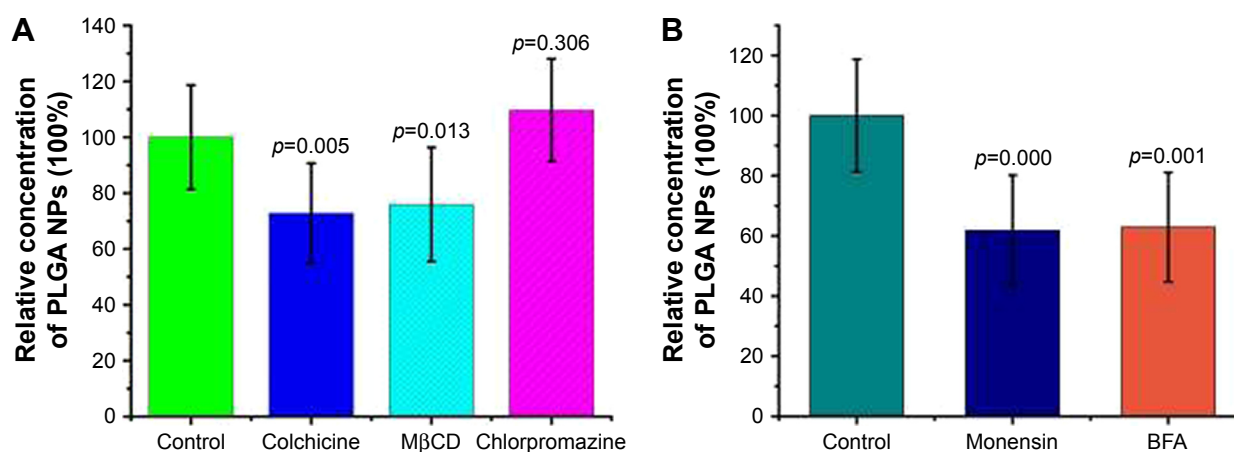 A
Relative concentration
of PLGA NPs (100%)
140
120
100
80
60
40
20
0
p=0.005
p=0.013
p=0.306
Control
Colchicine
MβCD
Chlorpromazine
B
Relative concentration
of PLGA NPs (100%)
120
100
80
60
40
20
0
p=0.000
p=0.001
Control
Monensin
BFA